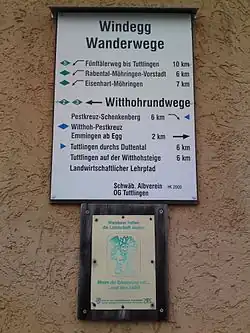 Windegg
Wanderwege
5 Fünftälerweg bis Tuttlingen 10 km
Rabental-Möhringen-Vorstadt 6 km
Eisenhart-Möhringen 7 km
Witthohrundwege
Pestkreuz-Schenkenberg 6 km
Witthoh-Pestkreuz
Emmingen ab Egg 2 km
Tuttlingen durchs Duttental 6 km
Tuttlingen auf der Witthohsteige 6 km
Landwirtschaftlicher Lehrpfad
Schwäb. Albverein
OG Tuttlingen